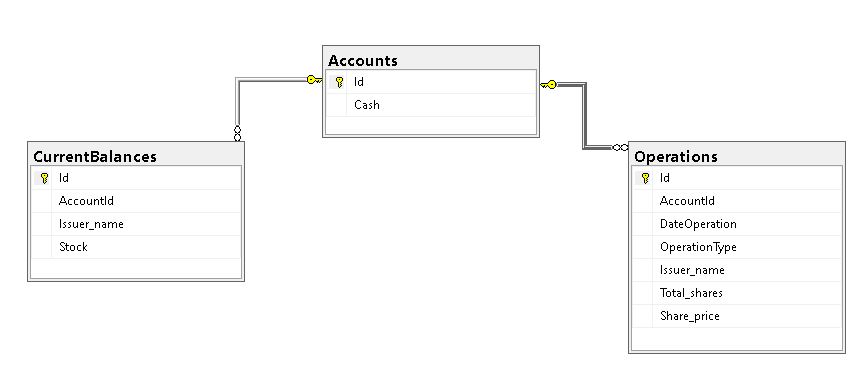 Accounts
Id
Cash
CurrentBalances
Id
AccountId
Issuer_name
Stock
Operations
Id
AccountId
DateOperation
OperationType
Issuer_name
Total_shares
Share_price